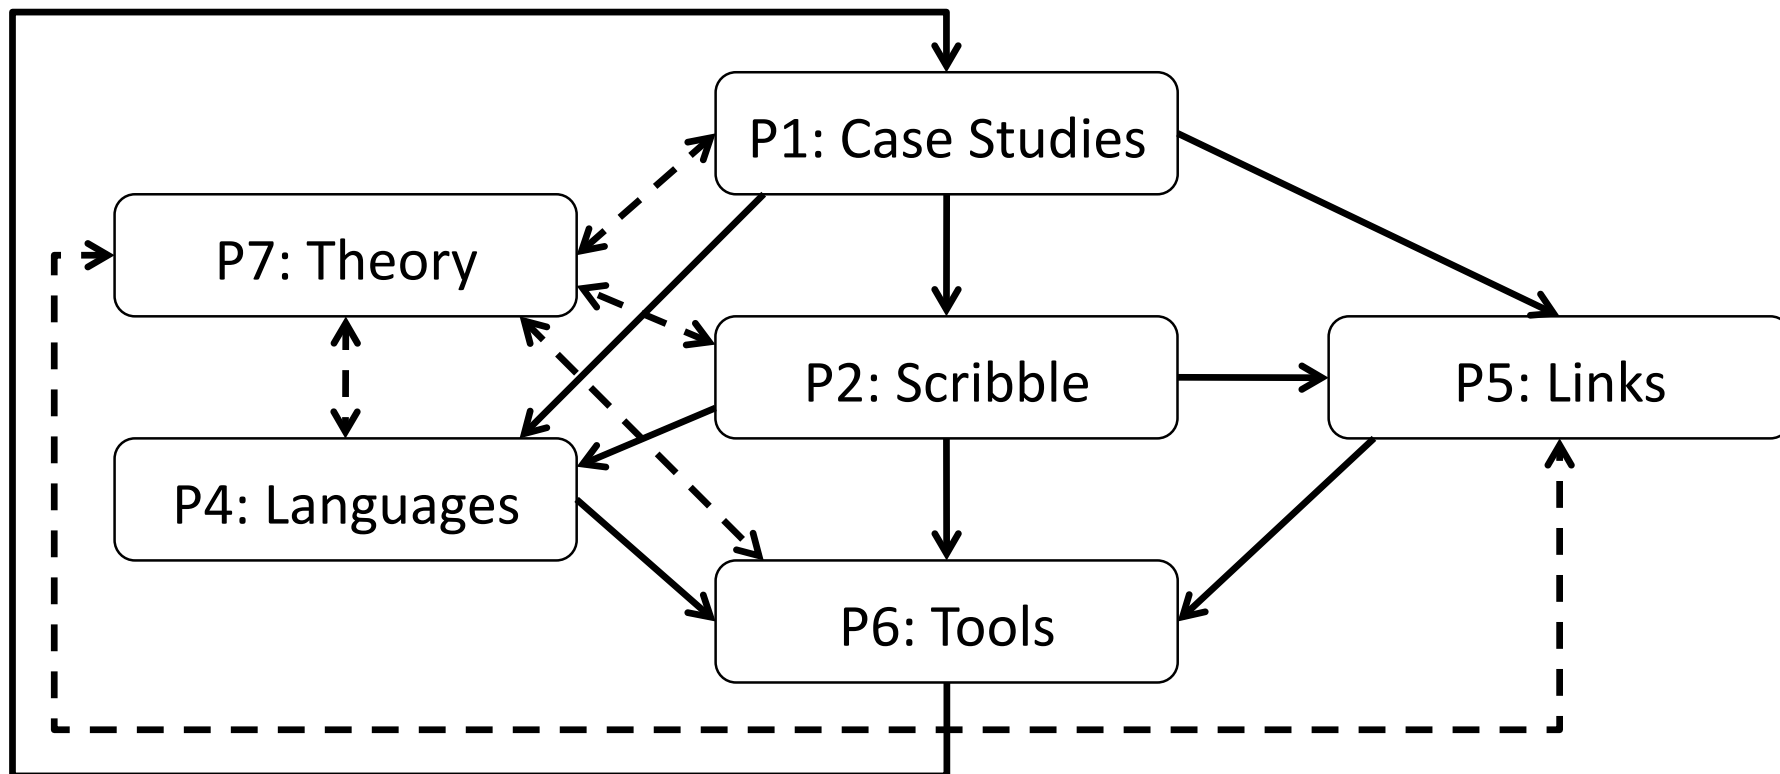 P1: Case Studies
P7: Theory
P2: Scribble
P5: Links
P4: Languages
P6: Tools